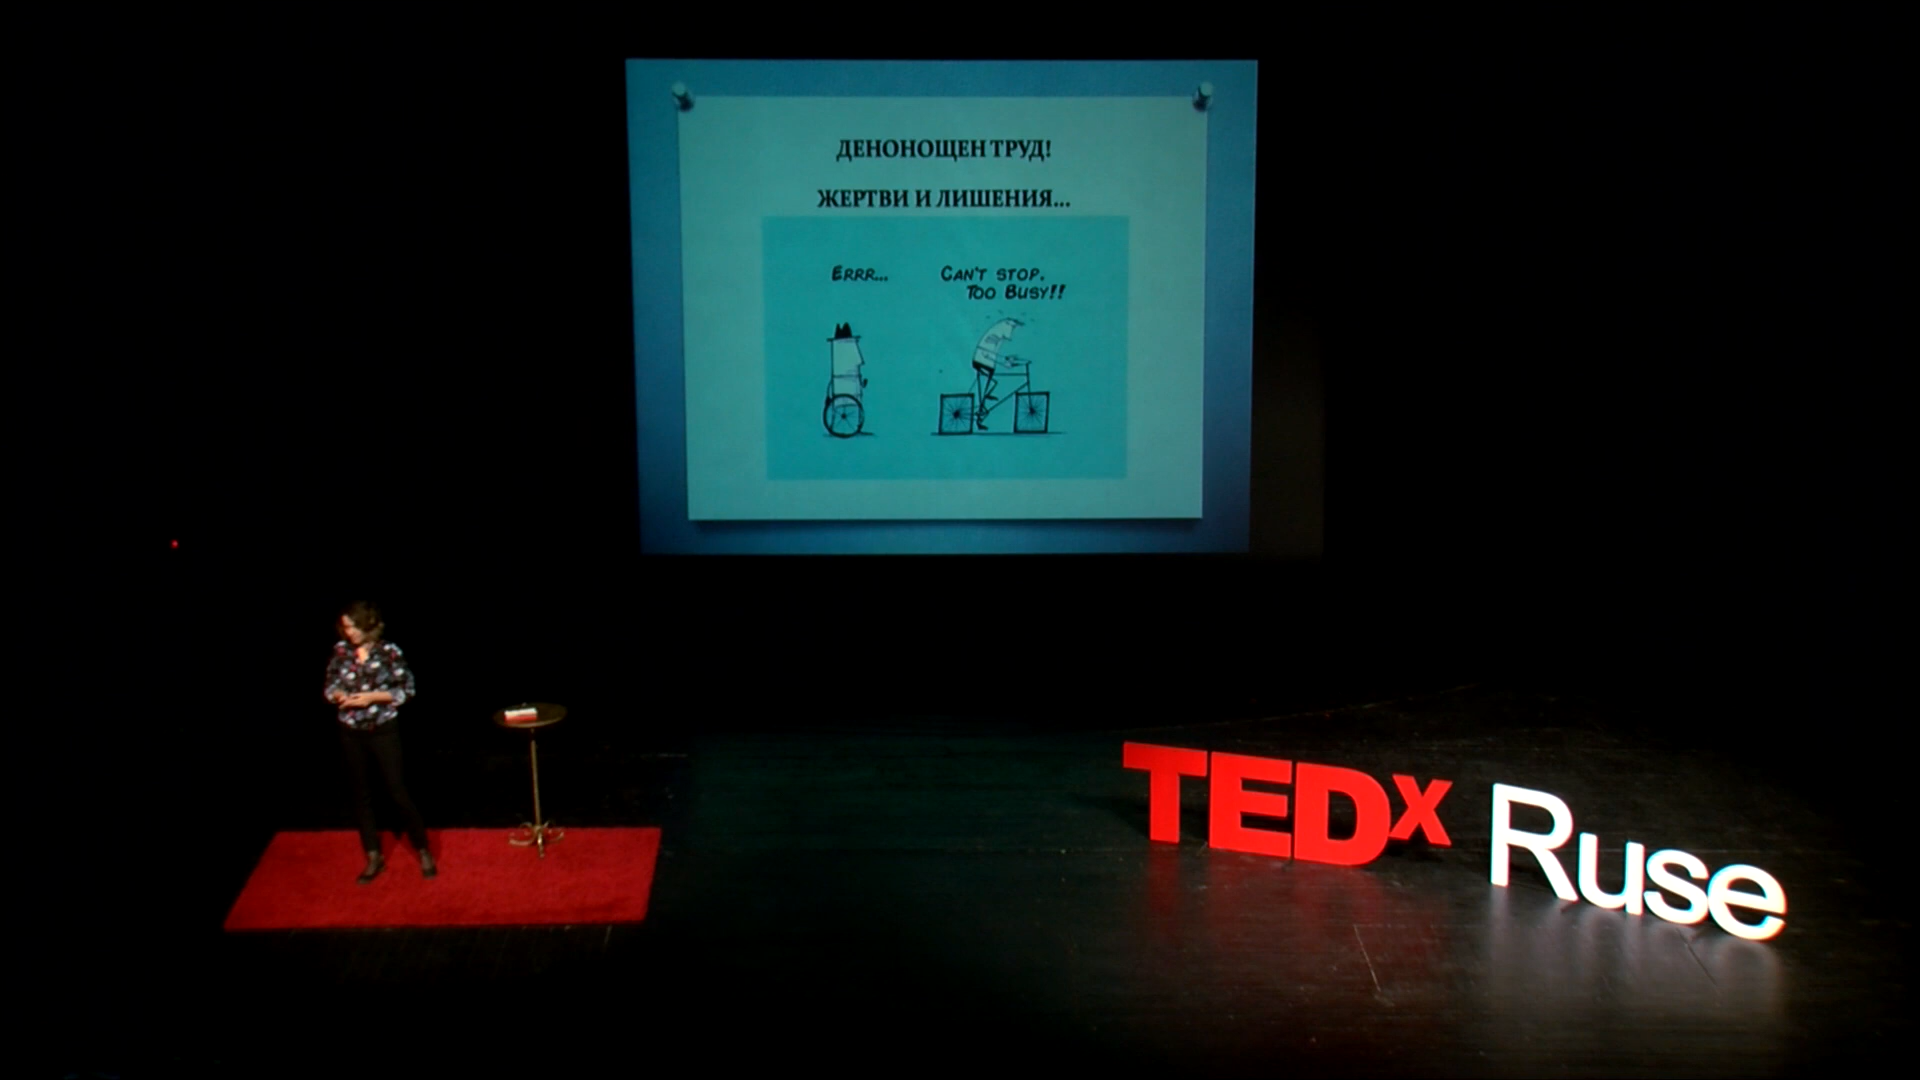 ДЕНОНОЩЕН ТРУД!
ЖЕРТВИ И ЛИШЕНИЯ...
ERRR...
CAN'T STOP.
TOO BUSY!!
TEDx Ruse